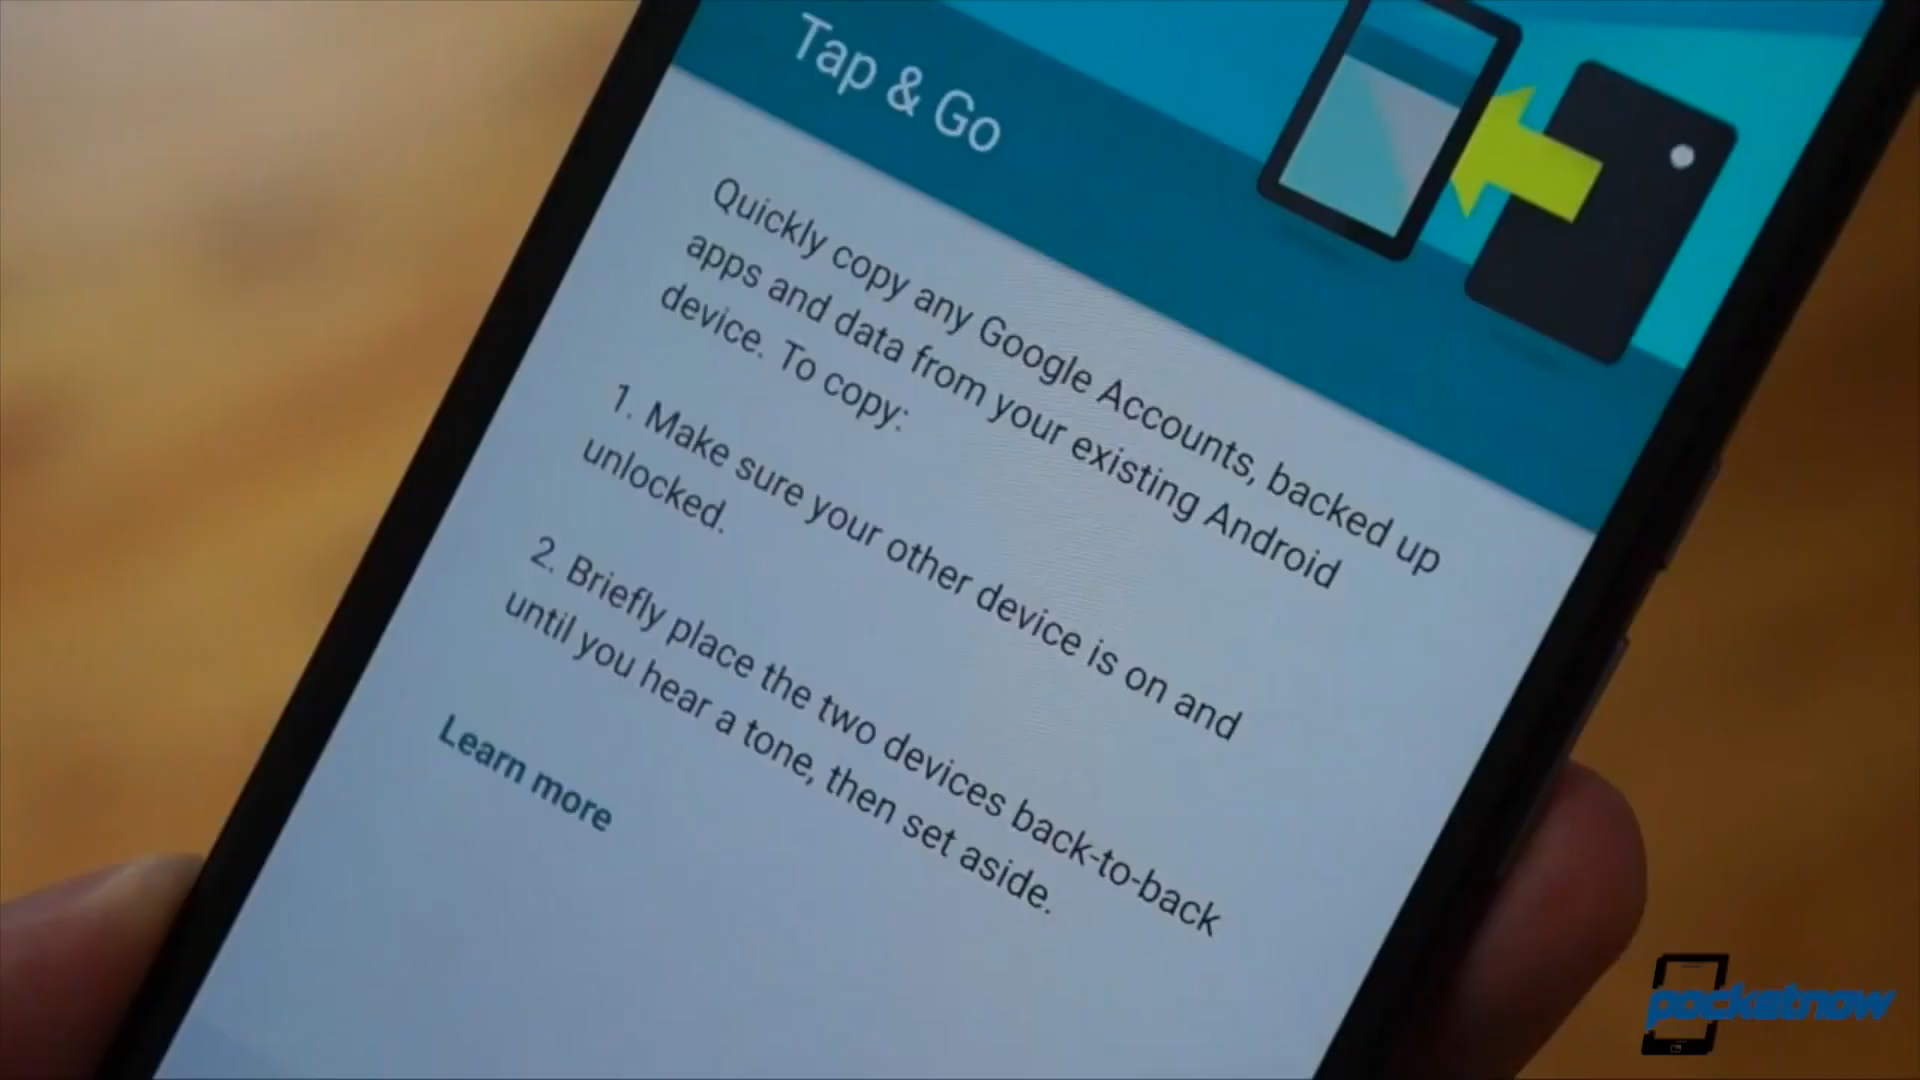 Tap & Go
Quickly copy any Google Accounts, backed up
apps and data from your existing Android
device. To copy:
1. Make sure your other device is on and
unlocked.
2. Briefly place the two devices back-to-back
until you hear a tone, then set aside.
Learn more
pocketnow